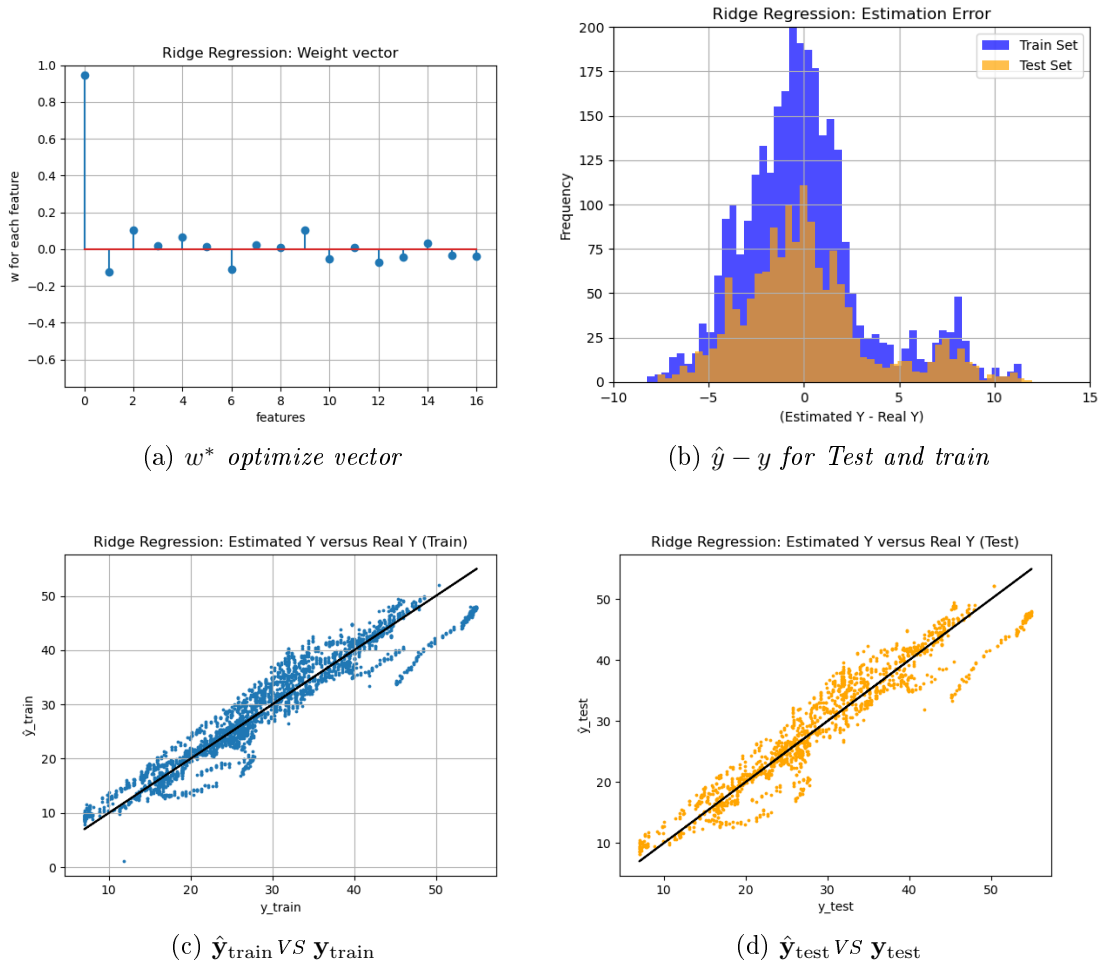 Ridge Regression: Weight vector
1.0
0.8
0.6
0.4
0.2
0.0
−0.2
−0.4
−0.6
w for each feature
0 2 4 6 8 10 12 14 16
features
(a) w* optimize vector
Ridge Regression: Estimation Error
Train Set
Test Set
200
175
150
125
100
75
50
25
0
Frequency
−10 −5 0 5 10 15
(Estimated Y - Real Y)
(b) ŷ − y for Test and train
Ridge Regression: Estimated Y versus Real Y (Train)
50
40
30
20
10
0
ŷ_train
10 20 30 40 50
y_train
(c) ŷtrain VS ytrain
Ridge Regression: Estimated Y versus Real Y (Test)
50
40
30
20
10
ŷ_test
10 20 30 40 50
y_test
(d) ŷtest VS ytest